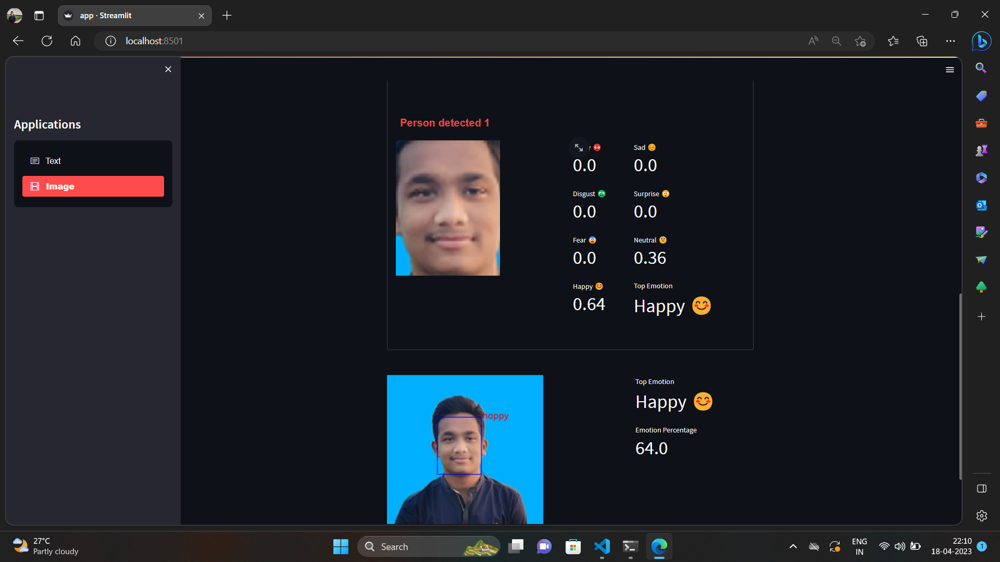 app · Streamlit
localhost:8501
Applications
Text
Image
Person detected 1
Sad 😔
0.0
0.0
Disgust 🤢
Surprise 😲
0.0
0.0
Fear 😨
Neutral 😐
0.0
0.36
Happy 😊
Top Emotion
0.64
Happy 😊
happy
Top Emotion
Happy 😊
Emotion Percentage
64.0
27°C
Partly cloudy
Search
ENG
IN
22:10
18-04-2023
1